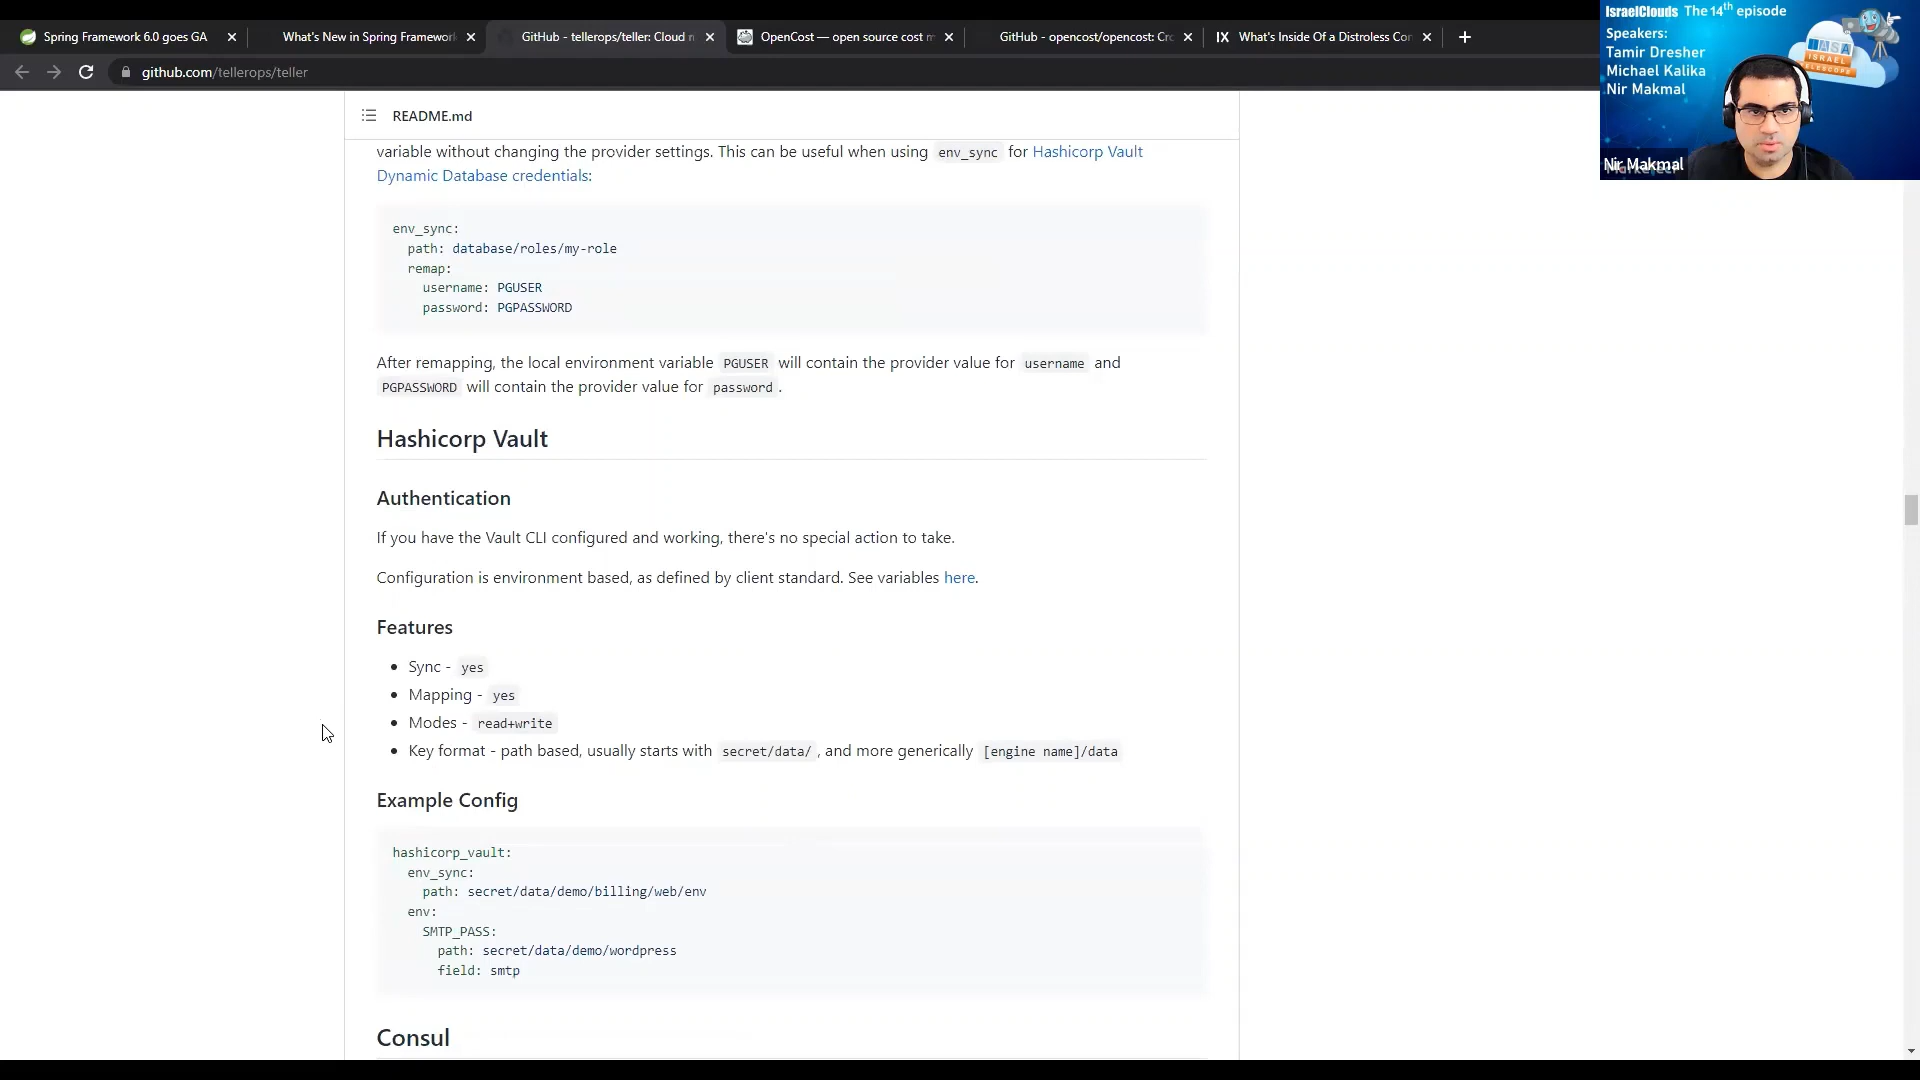 Spring Framework 6.0 goes GA
What's New in Spring Framework
GitHub - tellerops/teller: Cloud n
OpenCost — open source cost m
GitHub - opencost/opencost: Cro
What's Inside Of a Distroless Con
github.com/tellerops/teller
IsraelClouds The 14th episode
Speakers:
Tamir Dresher
Michael Kalika
Nir Makmal
IASA
ISRAEL
Nir Makmal
README.md
variable without changing the provider settings. This can be useful when using env_sync for Hashicorp Vault
Dynamic Database credentials:
env_sync:
path: database/roles/my-role
remap:
username: PGUSER
password: PGPASSWORD
After remapping, the local environment variable PGUSER will contain the provider value for username and
PGPASSWORD will contain the provider value for password .
Hashicorp Vault
Authentication
If you have the Vault CLI configured and working, there's no special action to take.
Configuration is environment based, as defined by client standard. See variables here.
Features
• Sync - yes
• Mapping - yes
• Modes - read+write
• Key format - path based, usually starts with secret/data/ , and more generically [engine name]/data
Example Config
hashicorp_vault:
env_sync:
path: secret/data/demo/billing/web/env
env:
SMTP_PASS:
path: secret/data/demo/wordpress
field: smtp
Consul